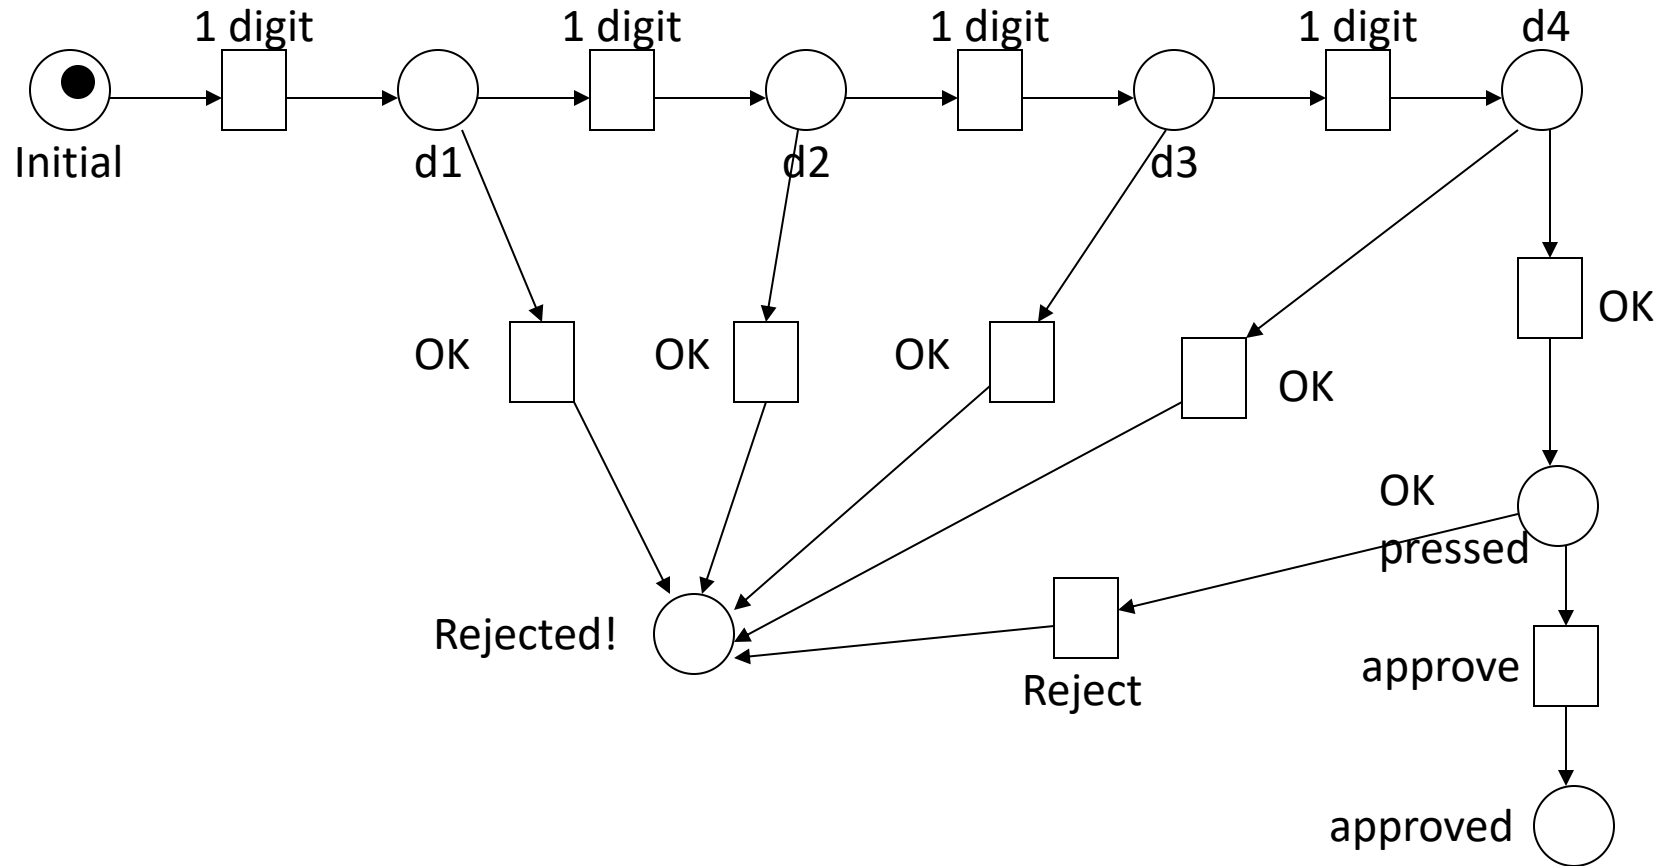 1 digit
1 digit
1 digit
1 digit
d4
Initial
d1
d2
d3
OK
OK
OK
OK
OK
OK
pressed
Rejected!
Reject
approve
approved